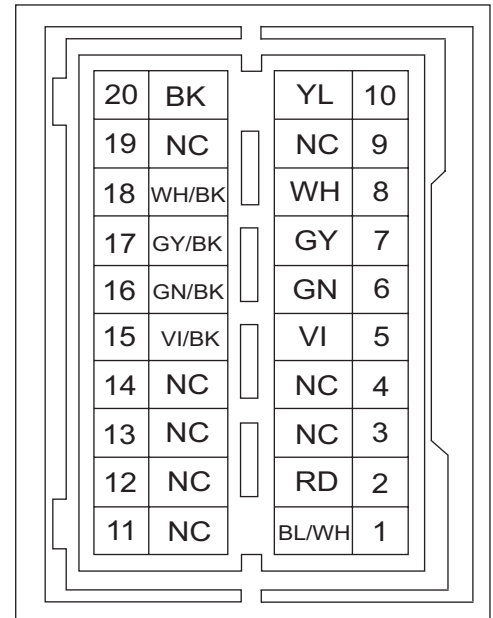 20 BK YL 10
19 NC NC 9
18 WH/BK WH 8
17 GY/BK GY 7
16 GN/BK GN 6
15 VI/BK VI 5
14 NC NC 4
13 NC NC 3
12 NC RD 2
11 NC BL/WH 1